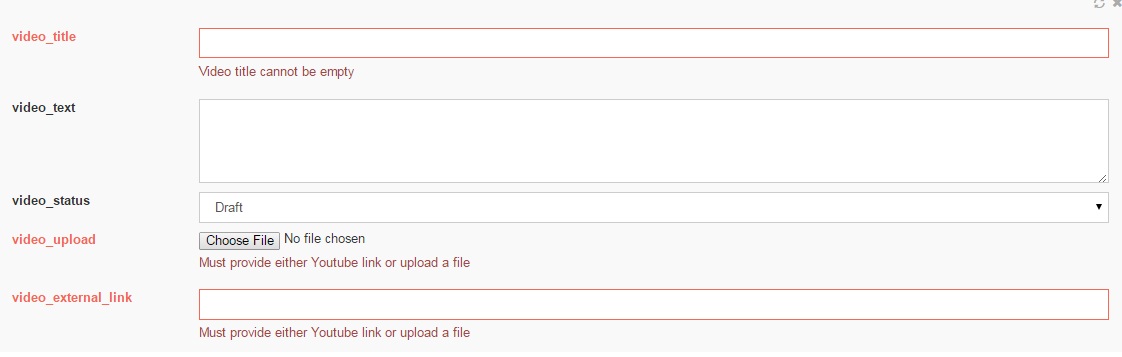 video_title
Video title cannot be empty
video_text
video_status
Draft
video_upload
Choose File No file chosen
Must provide either Youtube link or upload a file
video_external_link
Must provide either Youtube link or upload a file